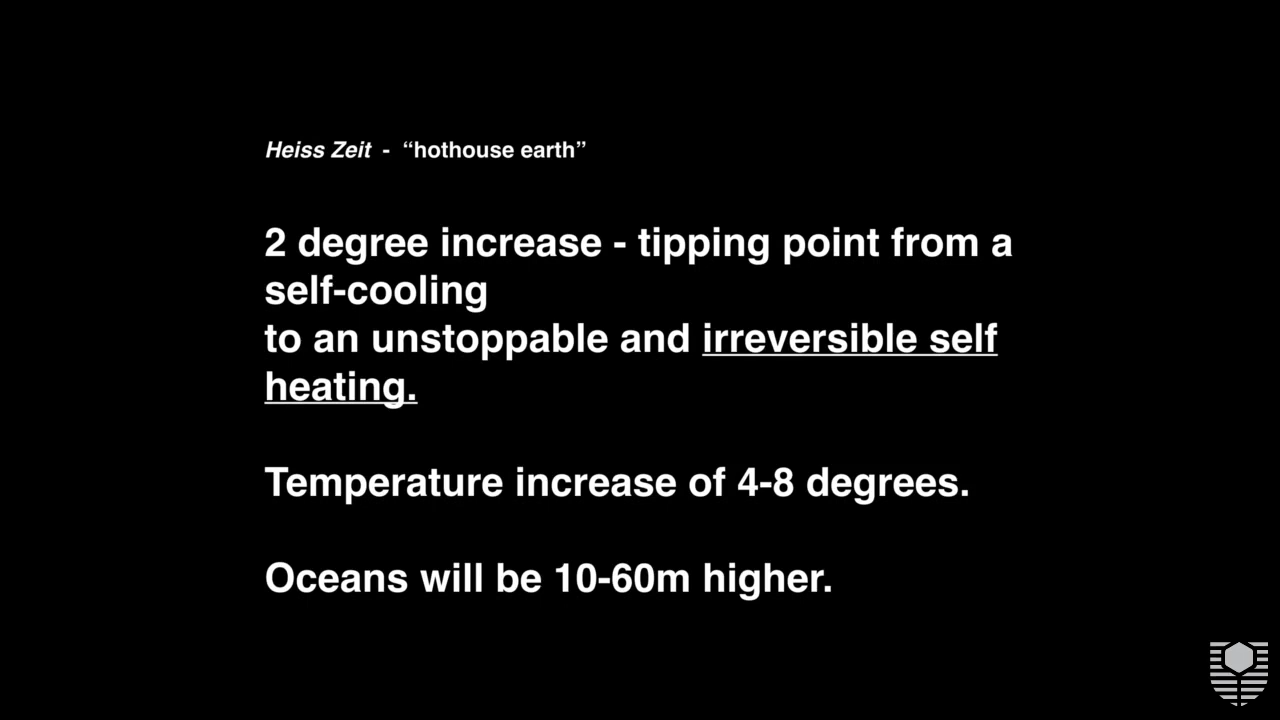 Heiss Zeit - “hothouse earth”
2 degree increase - tipping point from a
self-cooling
to an unstoppable and irreversible self
heating.
Temperature increase of 4-8 degrees.
Oceans will be 10-60m higher.